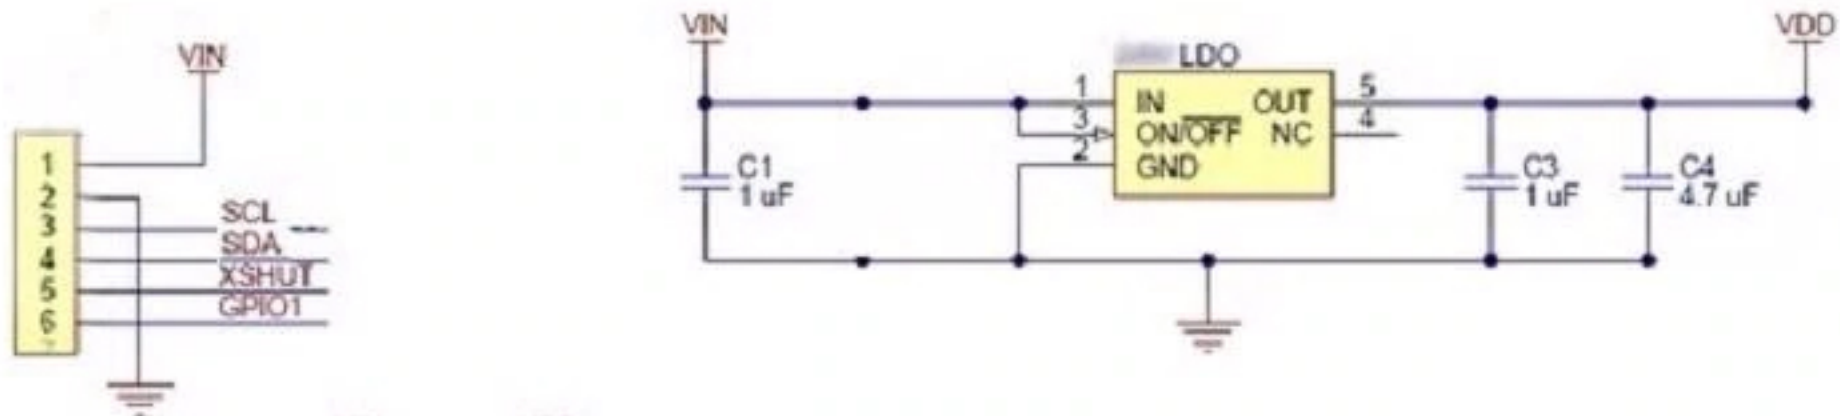 VIN
1
2
3
4
5
6
SCL
SDA
XSHUT
GPIO1
VIN
C1
1 uF
LDO
1
3
2
IN
ON/OFF
GND
OUT
NC
5
4
C3
1 uF
C4
4.7 uF
VDD